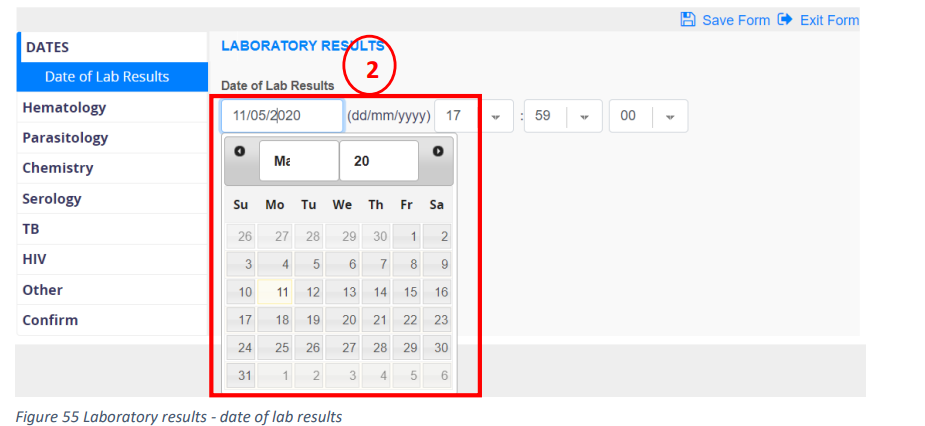 Save Form Exit Form
DATES
Date of Lab Results
Hematology
Parasitology
Chemistry
Serology
TB
HIV
Other
Confirm
LABORATORY RESULTS
2
Date of Lab Results
11/05/2020 (dd/mm/yyyy) 17 : 59 00
Ma 20
Su Mo Tu We Th Fr Sa
26 27 28 29 30 1 2
3 4 5 6 7 8 9
10 11 12 13 14 15 16
17 18 19 20 21 22 23
24 25 26 27 28 29 30
31 1 2 3 4 5 6
Figure 55 Laboratory results - date of lab results